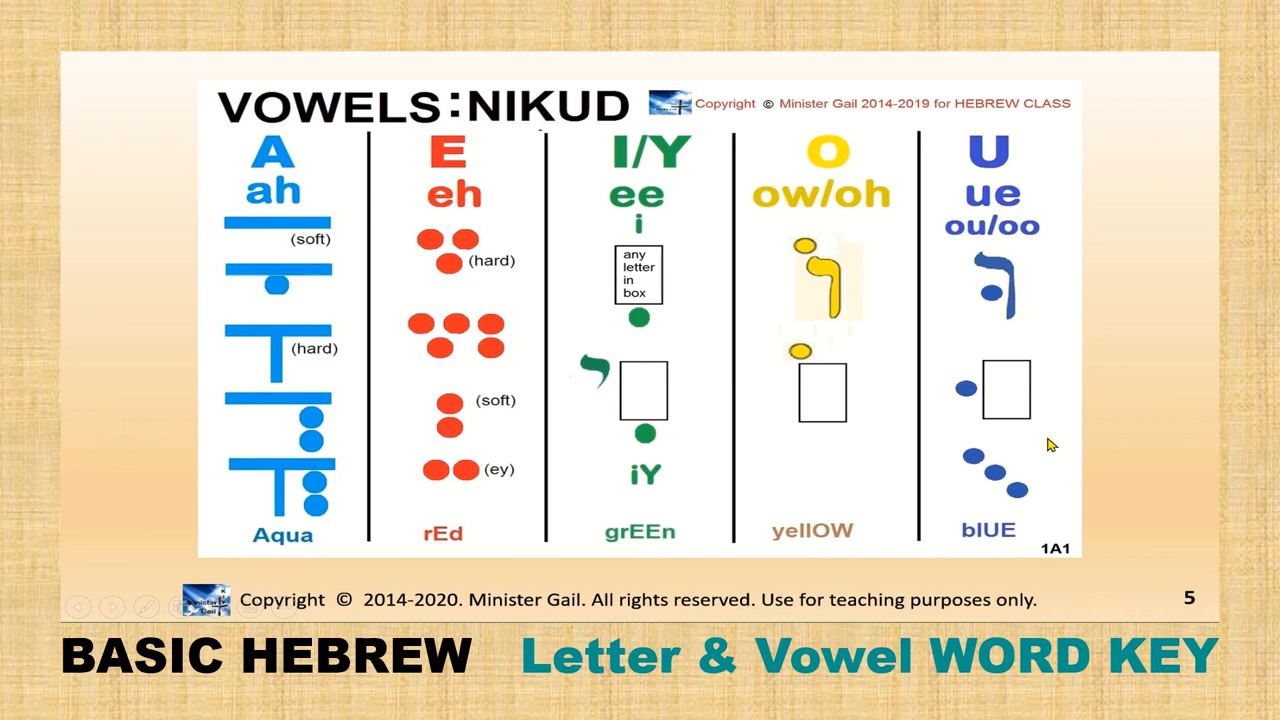 VOWELS:NIKUD
Copyright © Minister Gail 2014-2019 for HEBREW CLASS
A
ah
(soft)
(hard)
Aqua
E
eh
(hard)
(soft)
(ey)
rEd
I/Y
ee
i
any
letter
in
box
י
iY
grEEn
O
ow/oh
וֹ
yellOW
U
ue
ou/oo
וּ
blUE
1A1
Minister
Gail
Copyright © 2014-2020. Minister Gail. All rights reserved. Use for teaching purposes only.
5
BASIC HEBREW Letter & Vowel WORD KEY